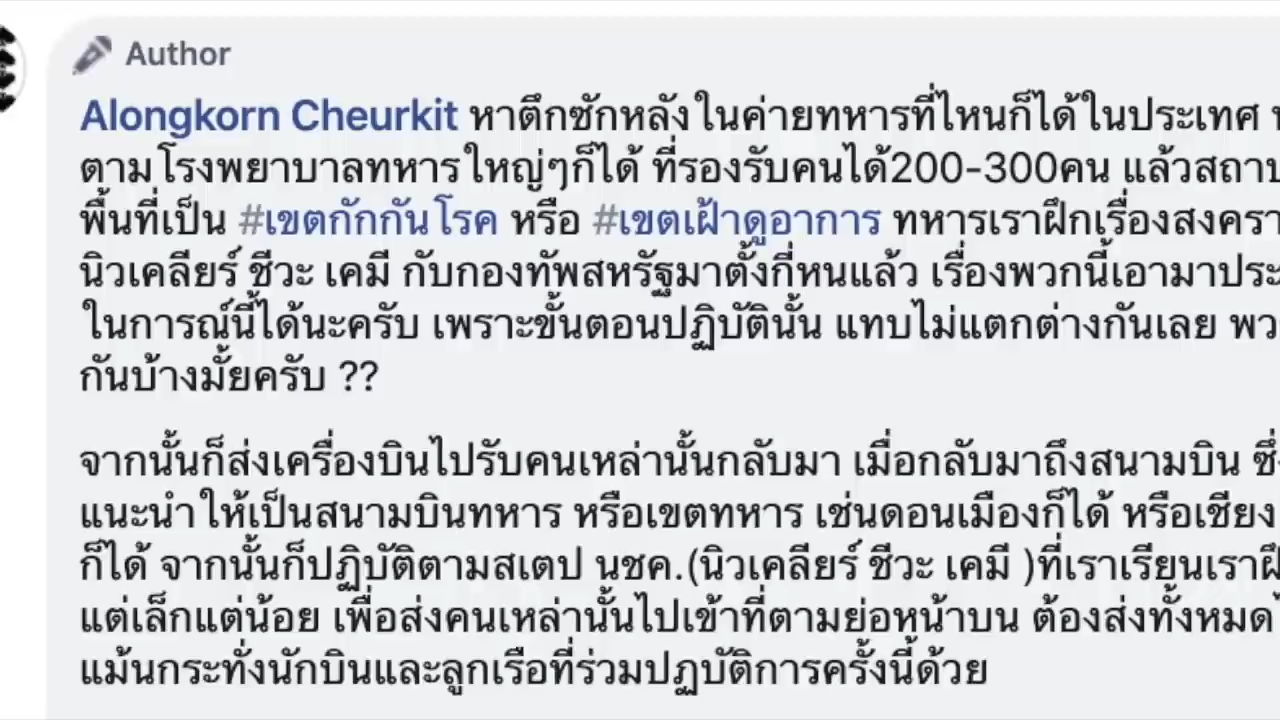 Author
Alongkorn Cheurkit หาตึกซักหลังในค่ายทหารที่ไหนก็ได้ในประเทศ
ตามโรงพยาบาลทหารใหญ่ๆก็ได้ ที่รองรับคนได้200-300คน แล้วสถาบ
พื้นที่เป็น #เขตกักกันโรค หรือ #เขตเฝ้าดูอาการ ทหารเราฝึกเรื่องสงครา
นิวเคลียร์ ชีวะ เคมี กับกองทัพสหรัฐมาตั้งกี่หนแล้ว เรื่องพวกนี้เอามาประ
ในการณ์นี้ได้นะครับ เพราะขั้นตอนปฏิบัตินั้น แทบไม่แตกต่างกันเลย พว
กันบ้างมั้ยครับ ??
จากนั้นก็ส่งเครื่องบินไปรับคนเหล่านั้นกลับมา เมื่อกลับมาถึงสนามบิน ซึ่
แนะนำให้เป็นสนามบินทหาร หรือเขตทหาร เช่นดอนเมืองก็ได้ หรือเชียง
ก็ได้ จากนั้นก็ปฏิบัติตามสเตป นชค.(นิวเคลียร์ ชีวะ เคมี )ที่เราเรียนเราฝึ
แต่เล็กแต่น้อย เพื่อส่งคนเหล่านั้นไปเข้าที่ตามย่อหน้าบน ต้องส่งทั้งหมด
แม้นกระทั่งนักบินและลูกเรือที่ร่วมปฏบัติการครั้งนี้ด้วย